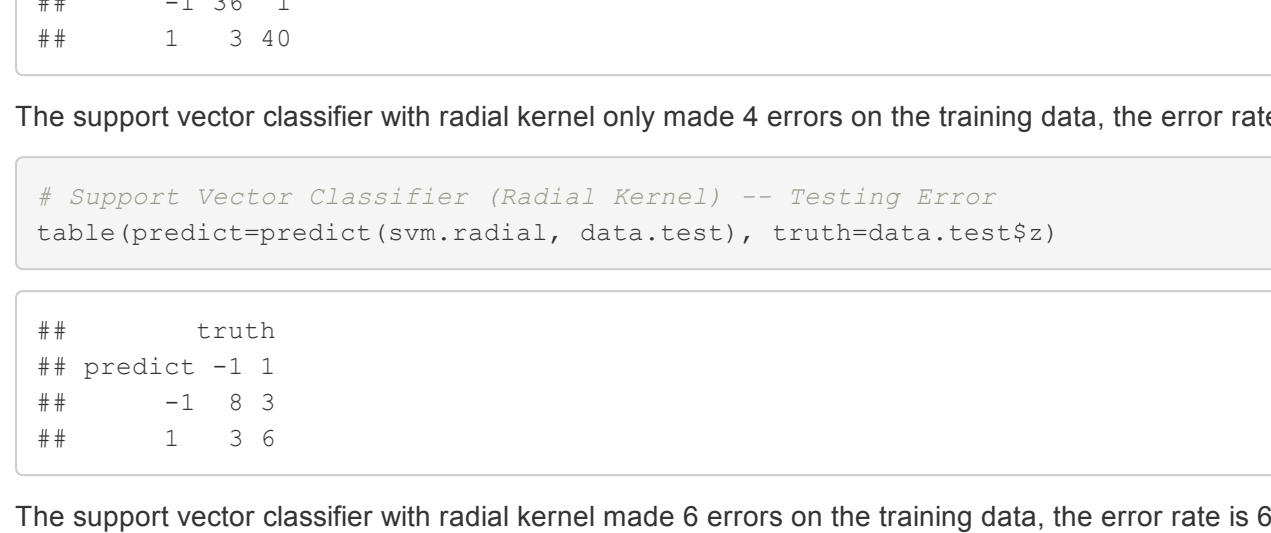 ## -1 36 1
## 1 3 40
The support vector classifier with radial kernel only made 4 errors on the training data, the error rate
# Support Vector Classifier (Radial Kernel) -- Testing Error
table(predict=predict(svm.radial, data.test), truth=data.test$z)
## truth
## predict -1 1
## -1 8 3
## 1 3 6
The support vector classifier with radial kernel made 6 errors on the training data, the error rate is 6